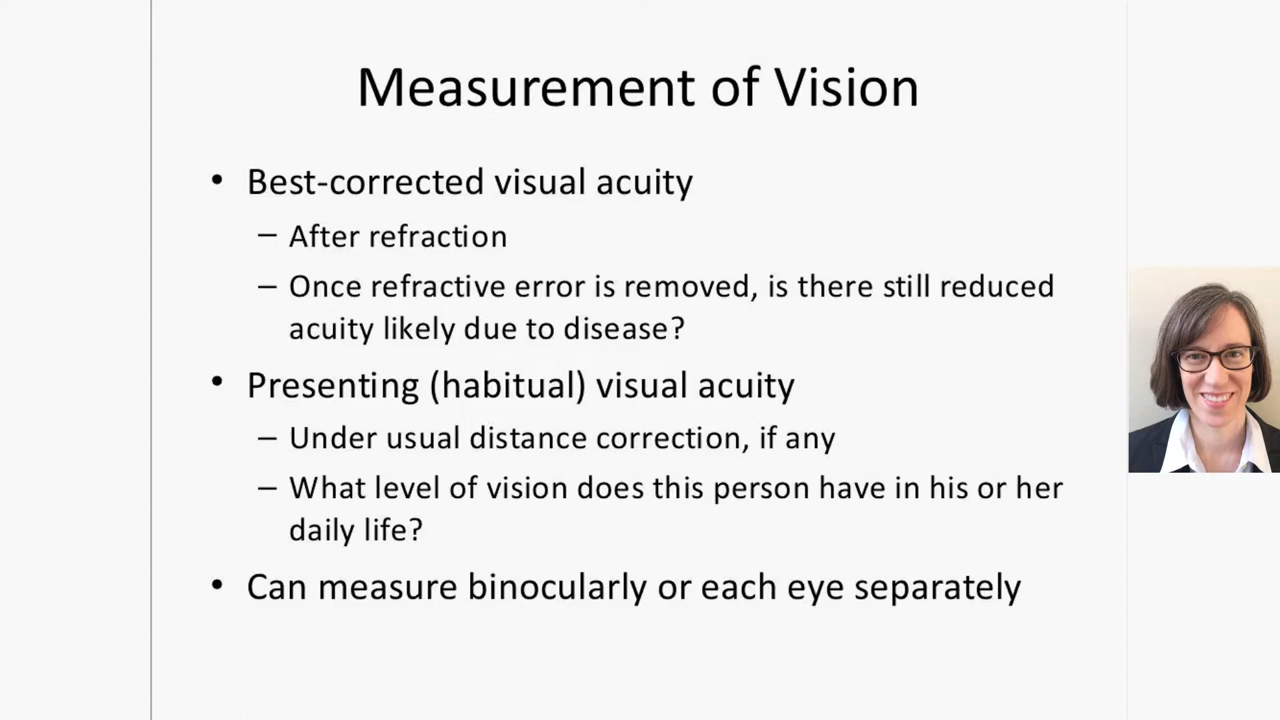 Measurement of Vision
• Best-corrected visual acuity
– After refraction
– Once refractive error is removed, is there still reduced
acuity likely due to disease?
• Presenting (habitual) visual acuity
– Under usual distance correction, if any
– What level of vision does this person have in his or her
daily life?
• Can measure binocularly or each eye separately